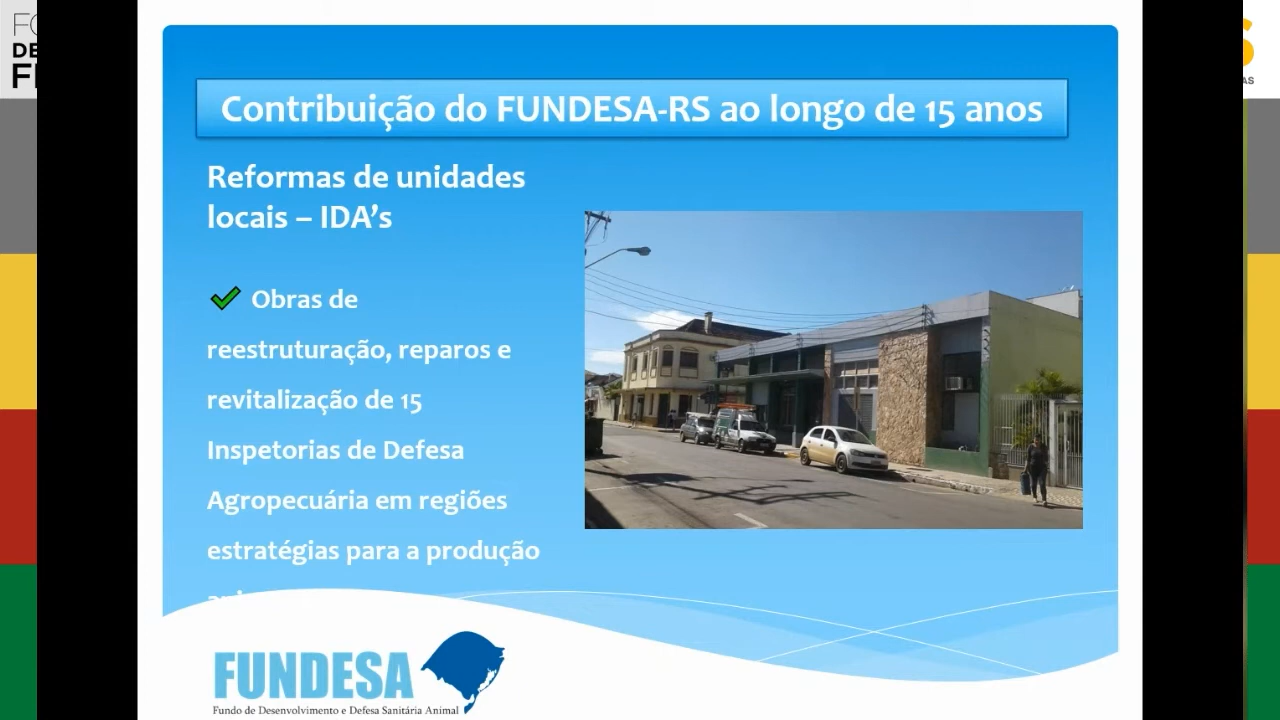 DE
Contribuição do FUNDESA-RS ao longo de 15 anos
Reformas de unidades
locais – IDA’s
Obras de
reestruturação, reparos e
revitalização de 15
Inspetorias de Defesa
Agropecuária em regiões
estratégias para a produção
FUNDESA
Fundo de Desenvolvimento e Defesa Sanitária Animal